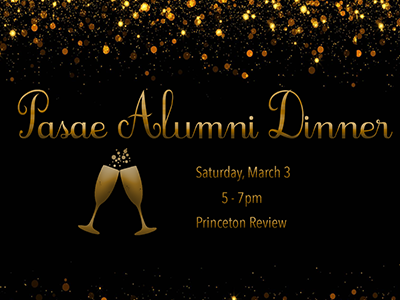 Pasae Alumni Dinner
Saturday, March 3
5 - 7pm
Princeton Review